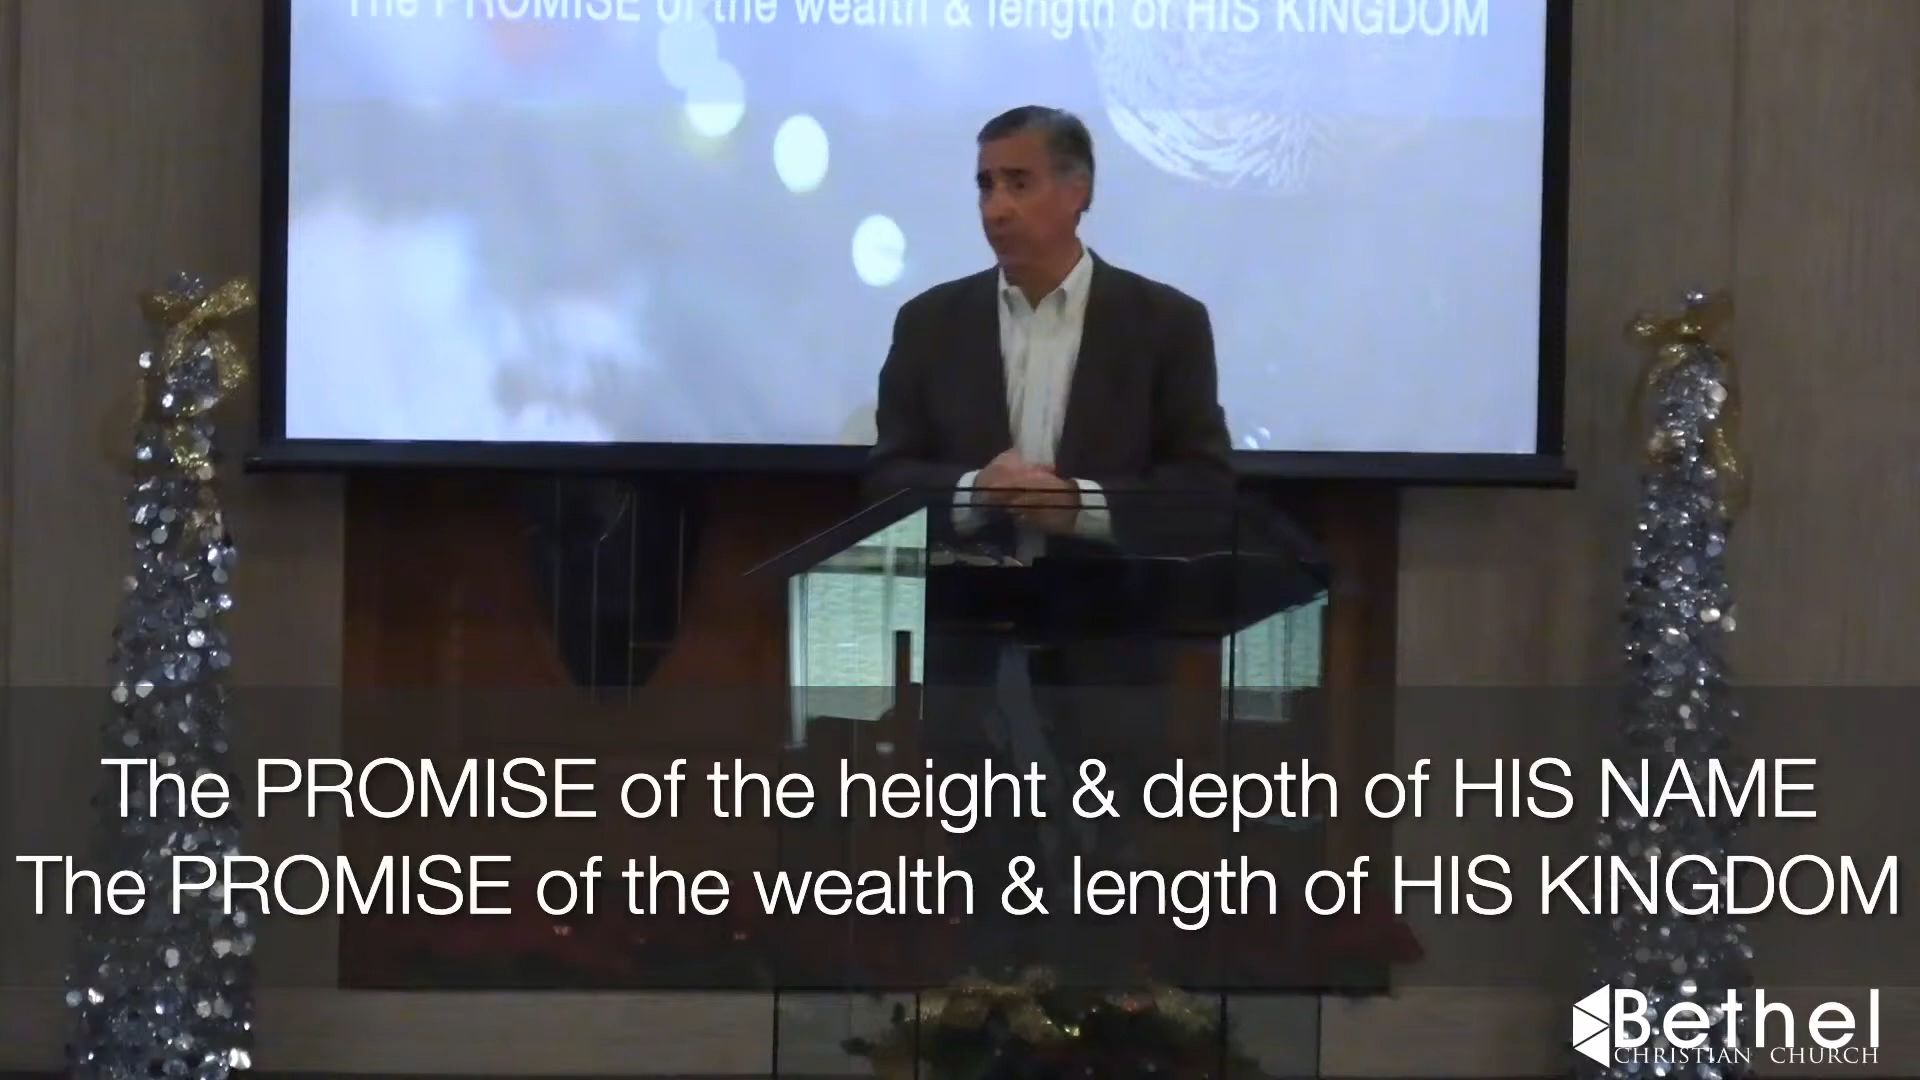 The PROMISE of the wealth & length of HIS KINGDOM
The PROMISE of the height & depth of HIS NAME
The PROMISE of the wealth & length of HIS KINGDOM
Bethel
CHRISTIAN CHURCH